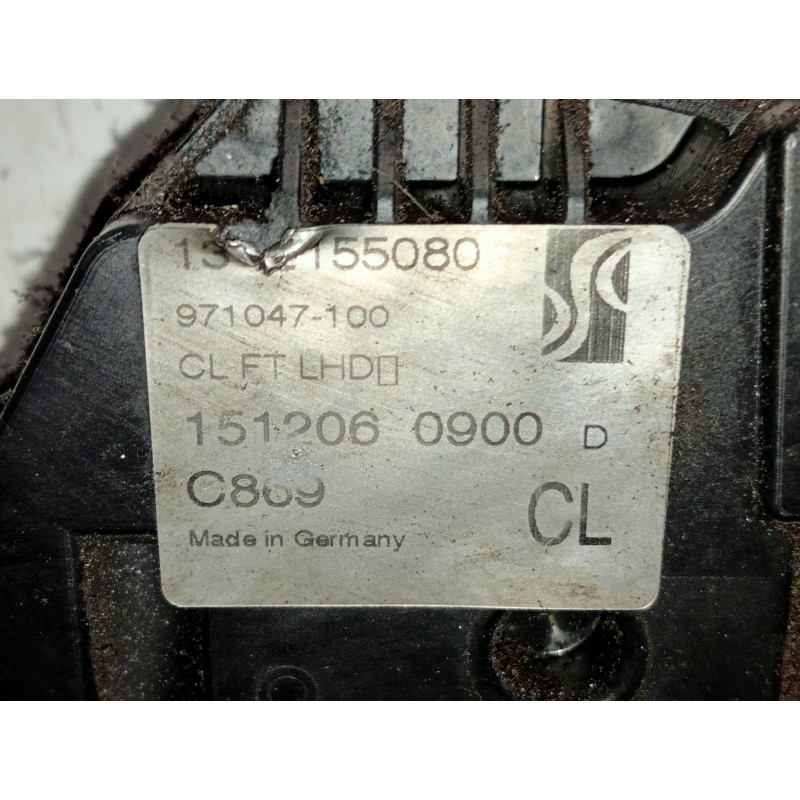 971047-100
CL FT LHD▯
151206 0900 D
C869
Made in Germany
CL